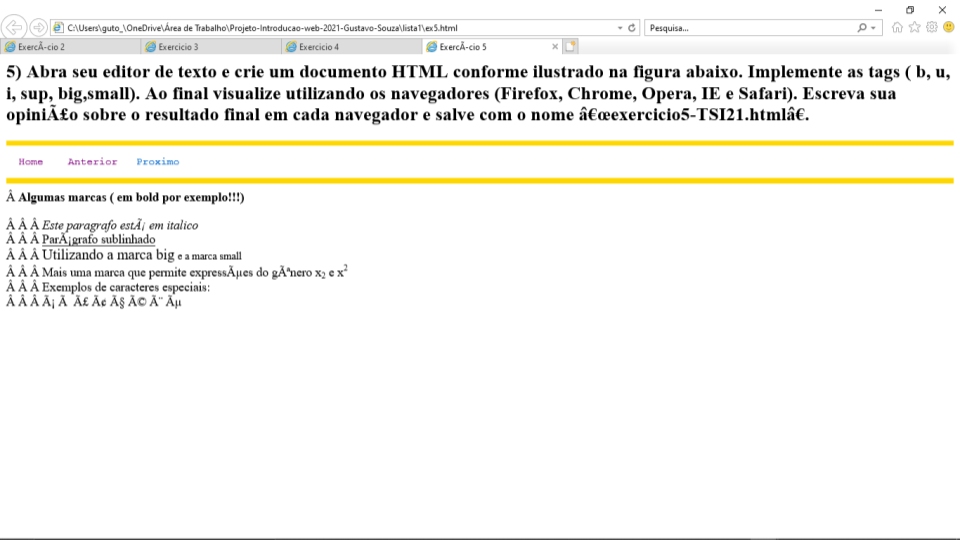 C:\Users\guto_\OneDrive\Área de Trabalho\Projeto-Introducao-web-2021-Gustavo-Souza\lista1\ex5.html
Pesquisa...
ExercÃ-cio 2
Exercicio 3
Exercicio 4
ExercÃ-cio 5
5) Abra seu editor de texto e crie um documento HTML conforme ilustrado na figura abaixo. Implemente as tags ( b, u,
i, sup, big,small). Ao final visualize utilizando os navegadores (Firefox, Chrome, Opera, IE e Safari). Escreva sua
opiniÃ£o sobre o resultado final em cada navegador e salve com o nome â€œexercicio5-TSI21.htmlâ€.
Home Anterior Proximo
Â Algumas marcas ( em bold por exemplo!!!)
Â Â Â Este paragrafo estÃ¡ em italico
Â Â Â ParÃ¡grafo sublinhado
Â Â Â Utilizando a marca big e a marca small
Â Â Â Mais uma marca que permite expressÃµes do gÃªnero x₂ e x²
Â Â Â Exemplos de caracteres especiais:
Â Â Â Ã¡ Ã Ã£ Ã¢ Ã§ Ã© Ã¨ Ãµ